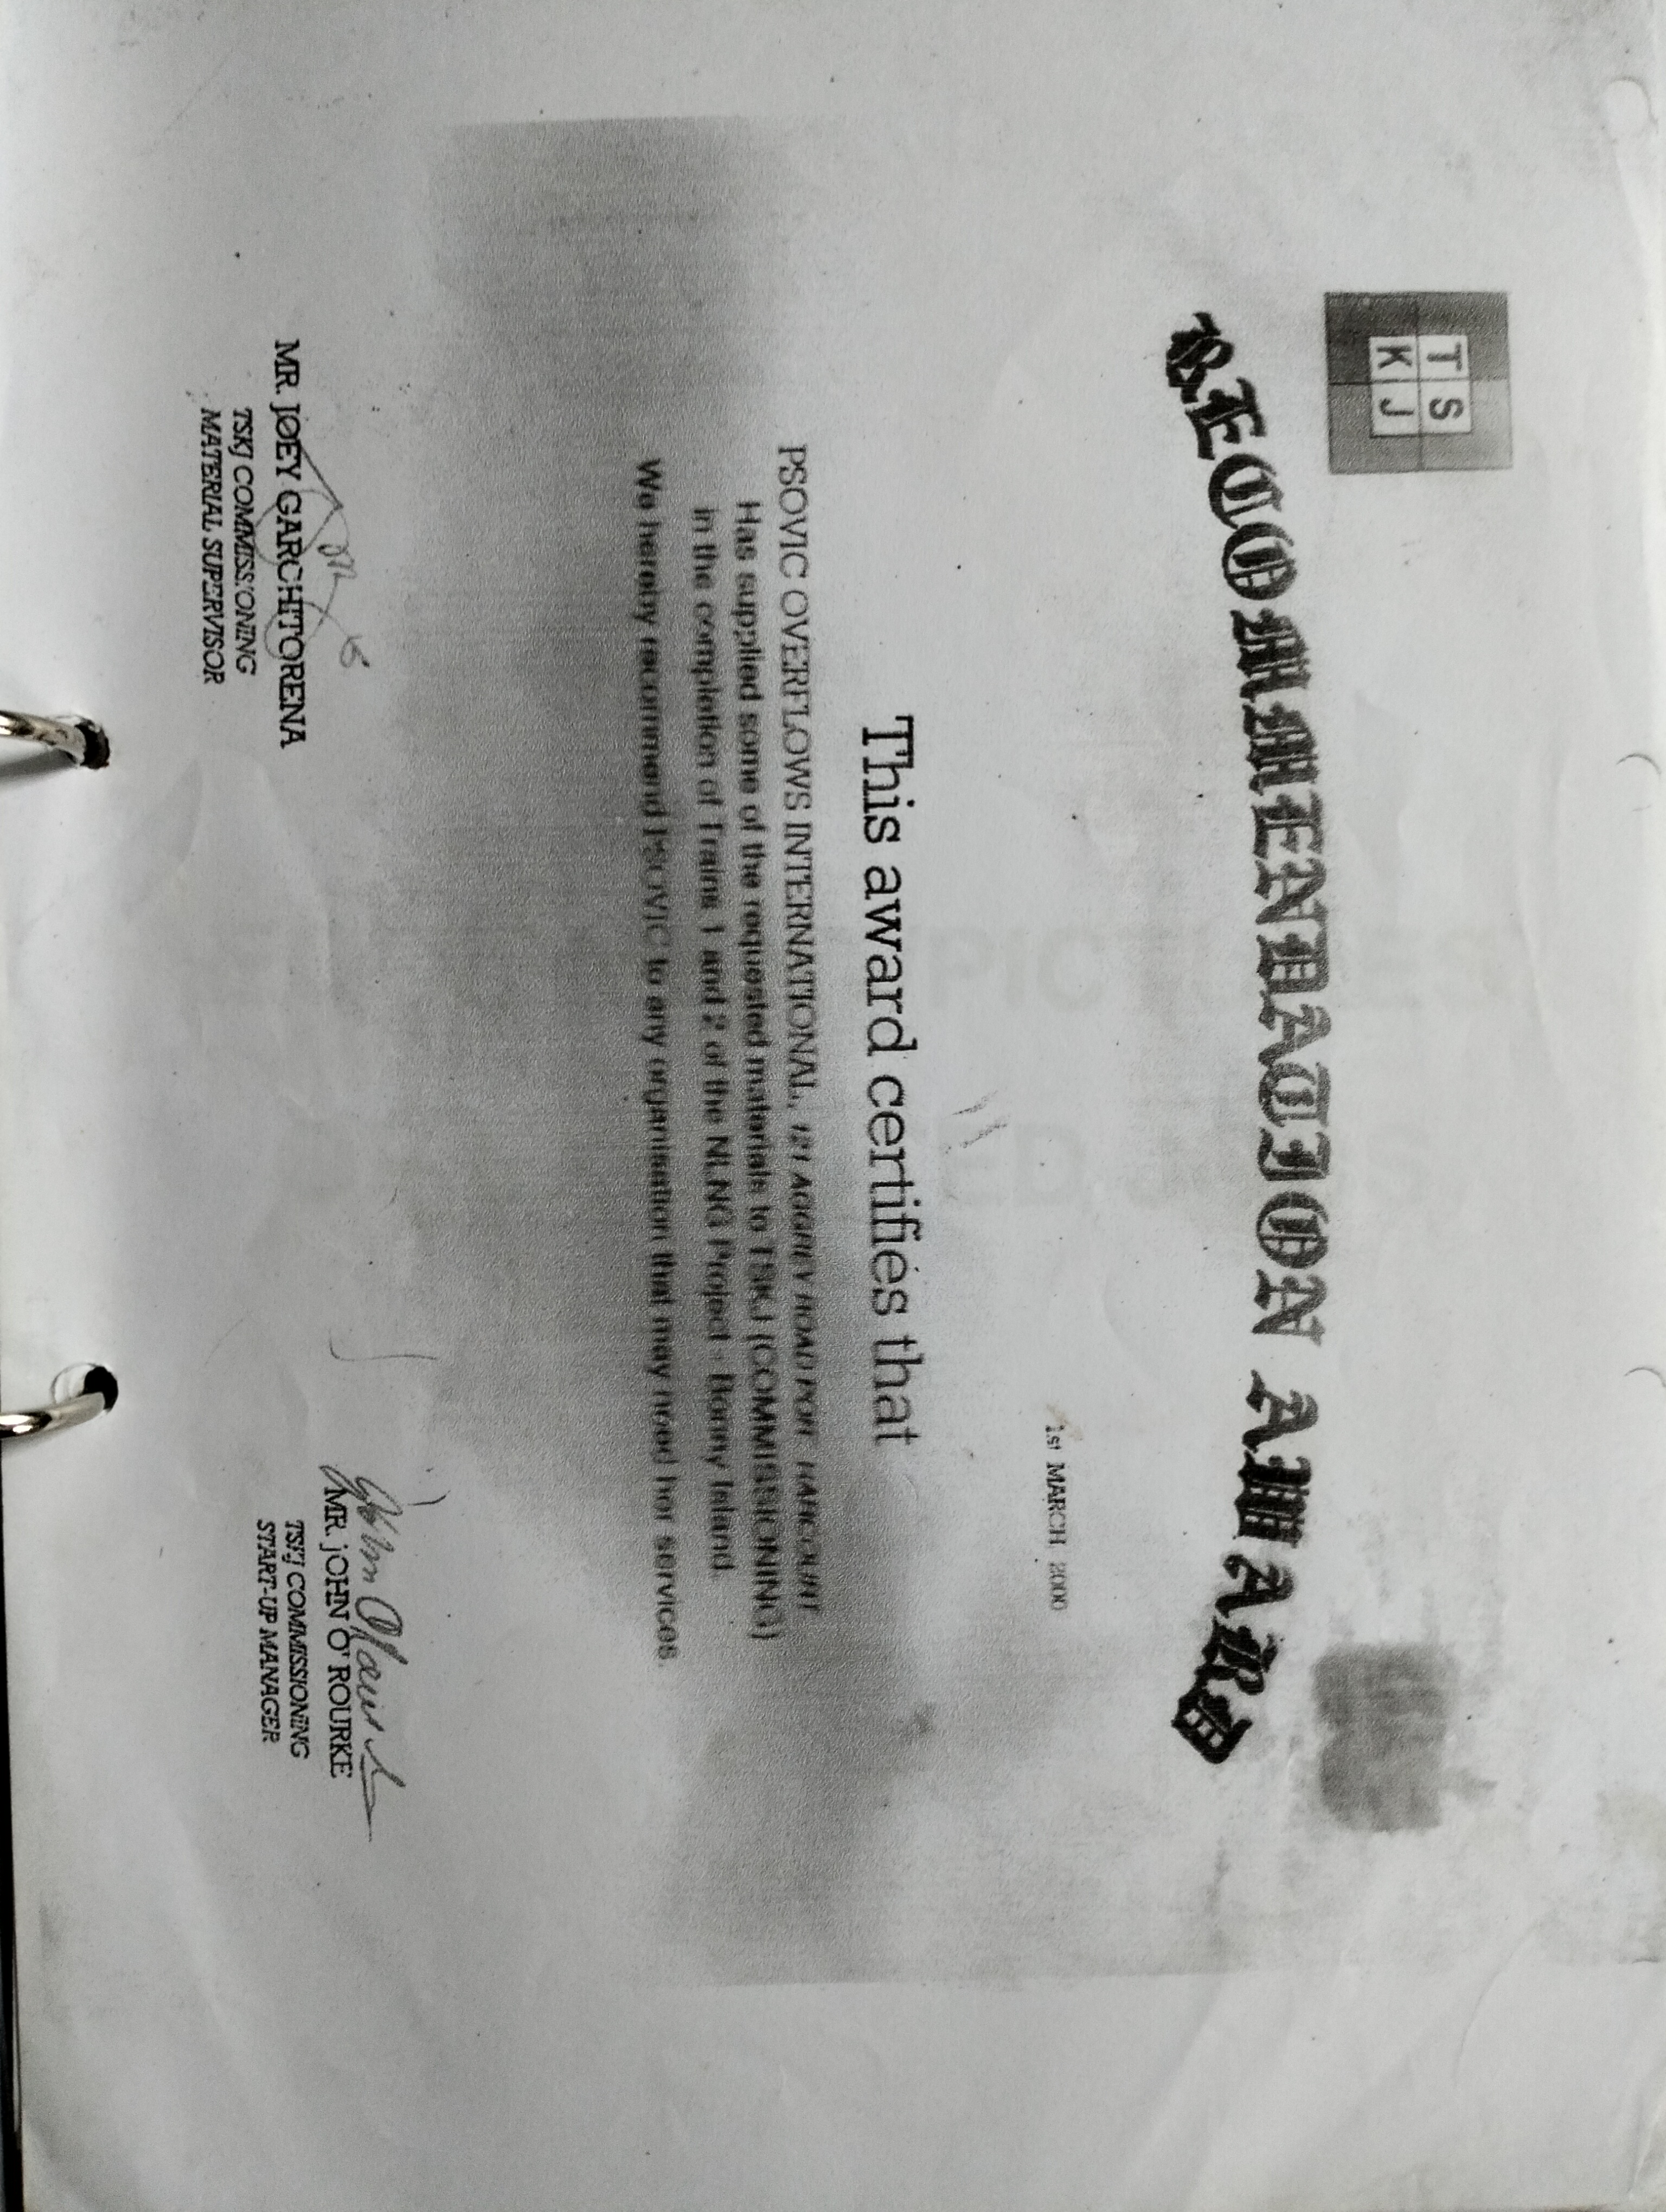 T S
K J
RECOMMENDATION AWARD
1st MARCH 2000
This award certifies that
PSOVIC OVERFLOWS INTERNATIONAL, 121 AGGREY ROAD PORT HARCOURT
Has supplied some of the requested materials to TSKJ (COMMISSIONING)
in the completion of Trains 1 and 2 of the NLNG Project - Bonny Island
We hereby recommend PSOVIC to any organisation that may need her services.
MR. JOEY GARCHITORENA
TSKJ COMMISSIONING
MATERIAL SUPERVISOR
MR. JOHN O' ROURKE
TSKJ COMMISSIONING
START-UP MANAGER